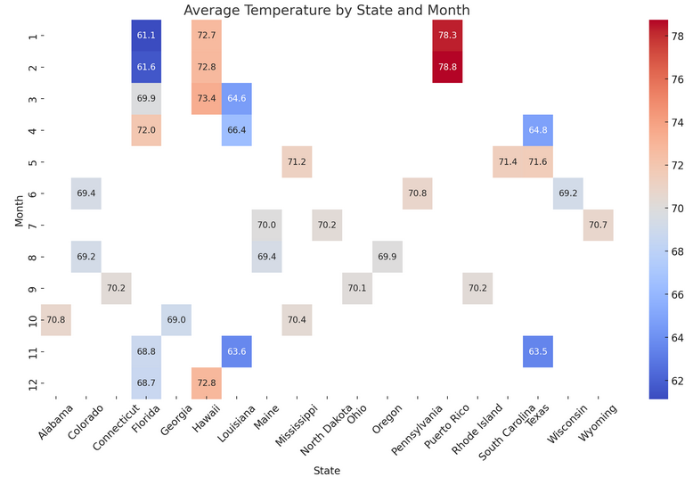 Average Temperature by State and Month
1 61.1 72.7 78.3 78
2 61.6 72.8 78.8 76
3 69.9 73.4 64.6 74
4 72.0 66.4 64.8 72
5 71.2 71.4 71.6 70
6 69.4 70.8 69.2 68
7 70.0 70.2 70.7 66
8 69.2 69.4 69.9 64
9 70.2 70.1 70.2 62
10 70.8 69.0 70.4
11 68.8 63.6 63.5
12 68.7 72.8
Month
Alabama Colorado Connecticut Florida Georgia Hawaii Louisiana Maine Mississippi North Dakota Ohio Oregon Pennsylvania Puerto Rico Rhode Island South Carolina Texas Wisconsin Wyoming
State